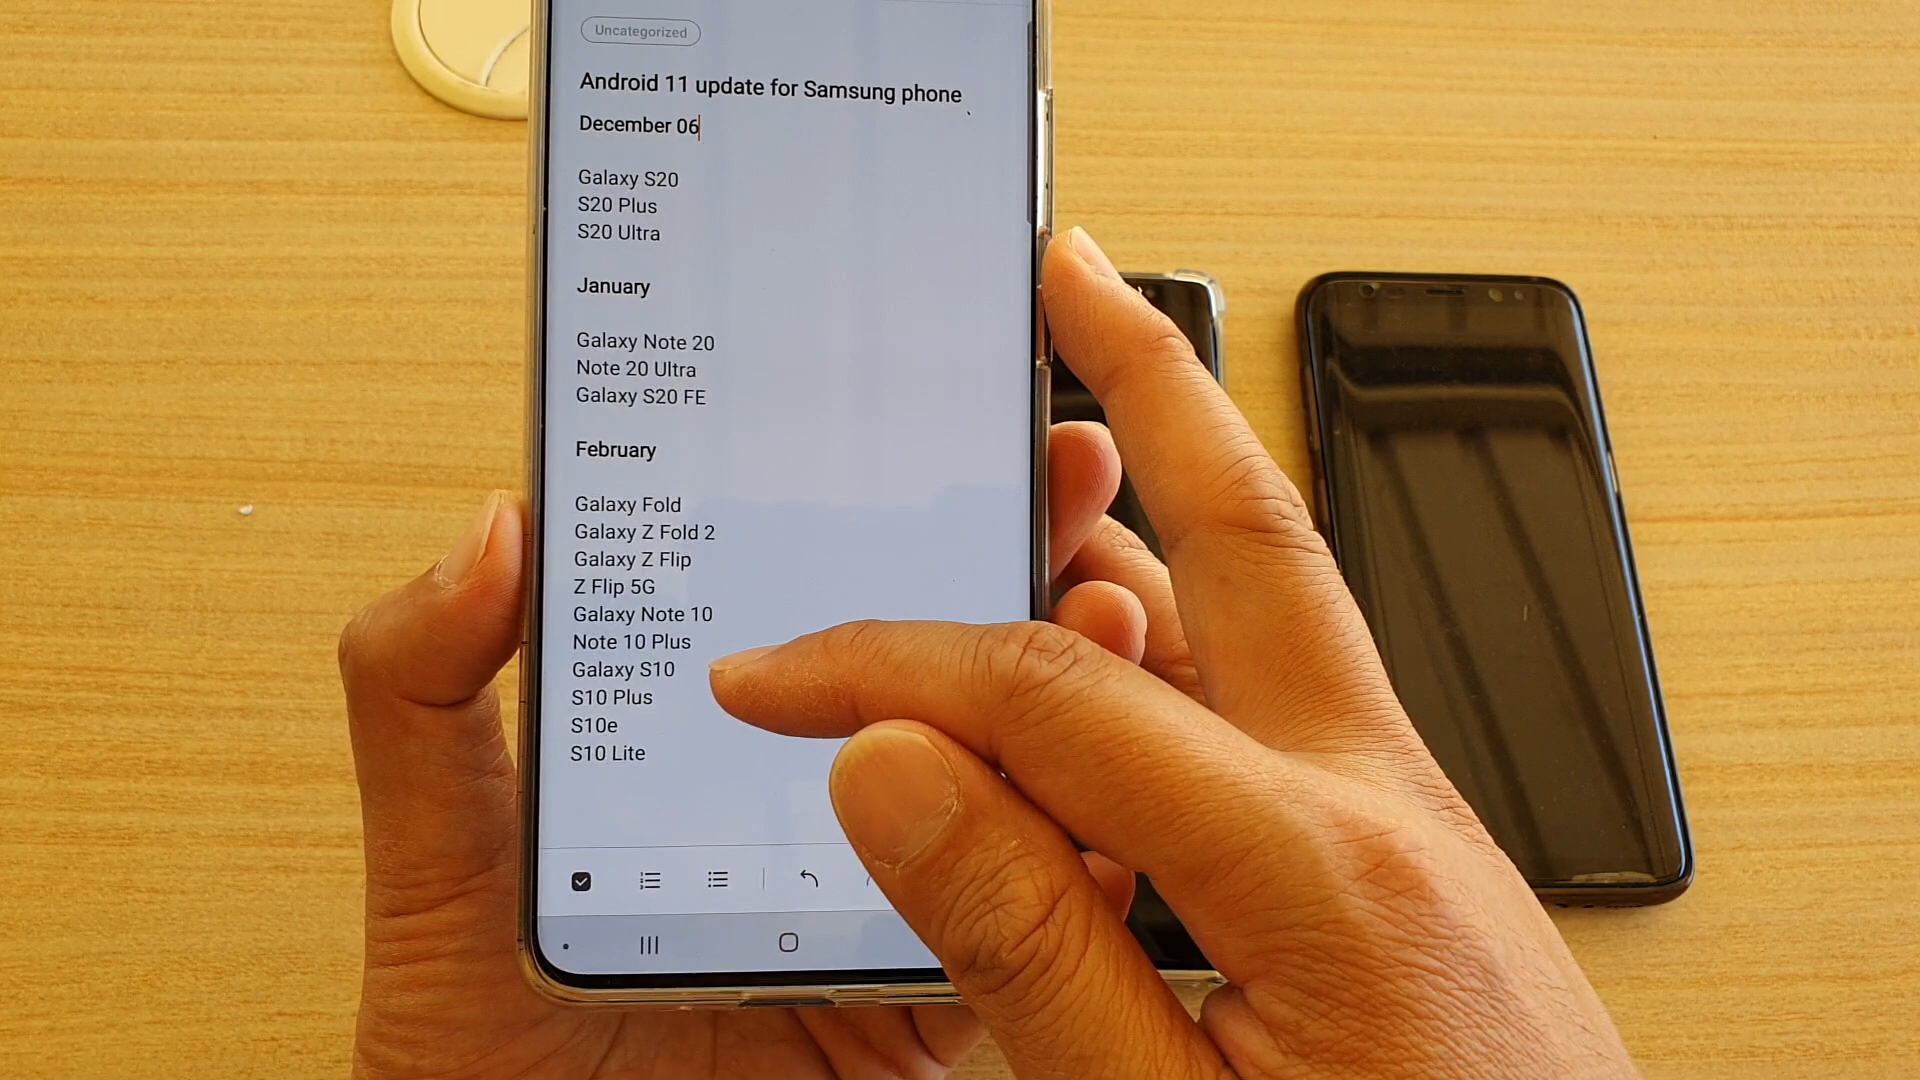 Uncategorized
Android 11 update for Samsung phone
December 06
Galaxy S20
S20 Plus
S20 Ultra
January
Galaxy Note 20
Note 20 Ultra
Galaxy S20 FE
February
Galaxy Fold
Galaxy Z Fold 2
Galaxy Z Flip
Z Flip 5G
Galaxy Note 10
Note 10 Plus
Galaxy S10
S10 Plus
S10e
S10 Lite